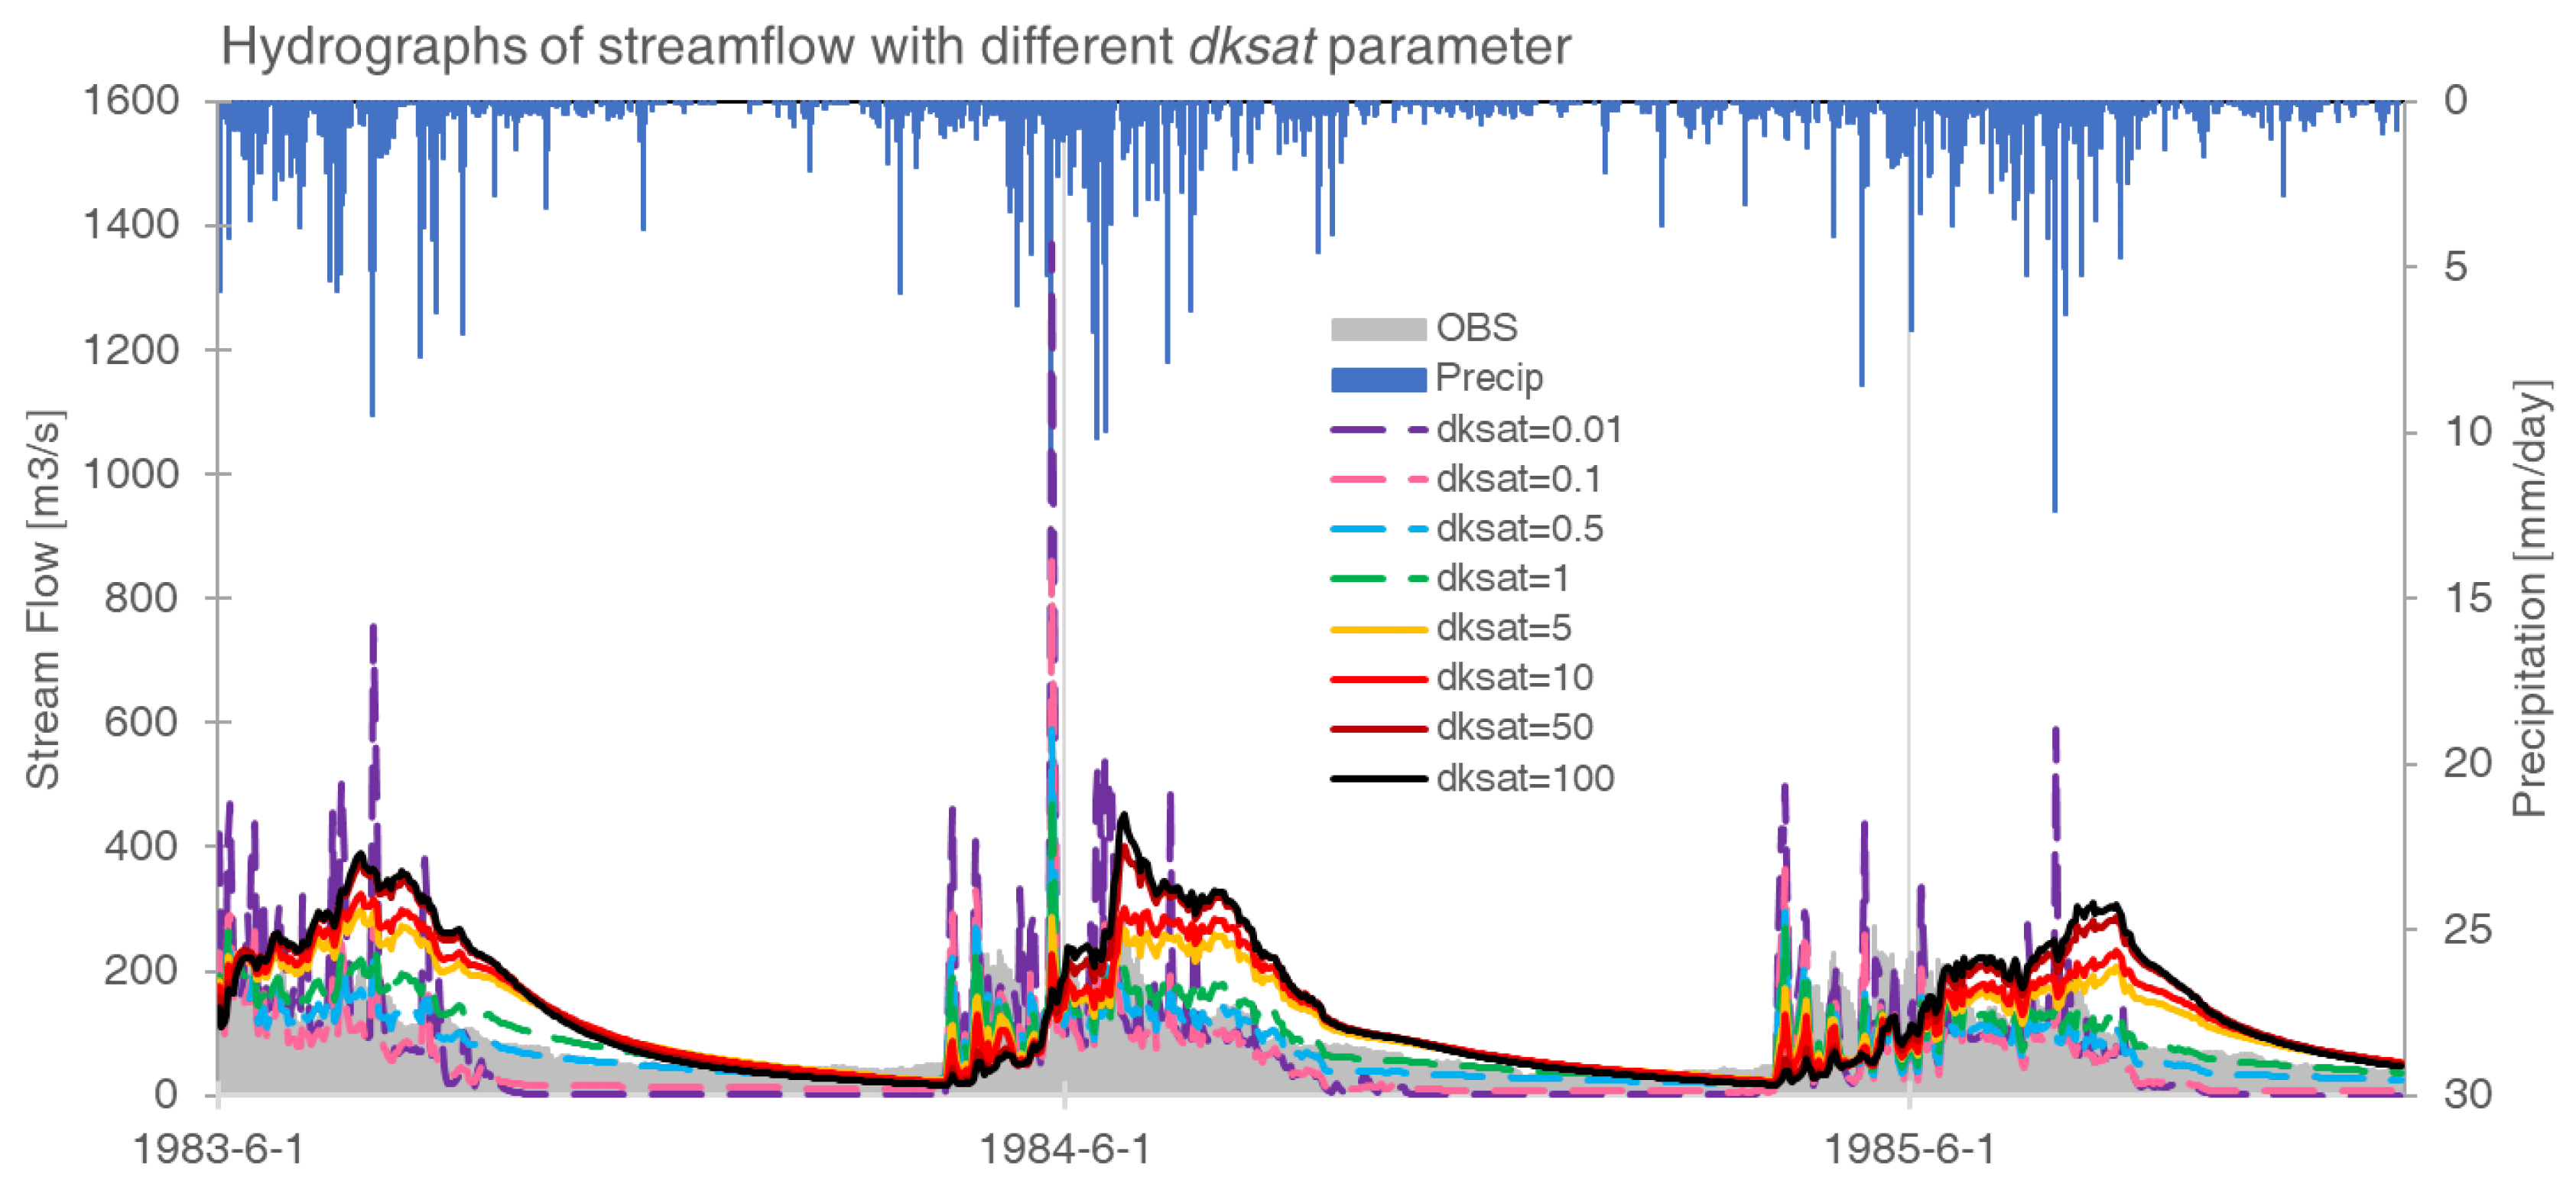 Hydrographs of streamflow with different dksat parameter
1600
1400
1200
1000
800
600
400
200
0
Stream Flow [m3/s]
0
5
10
15
20
25
30
Precipitation [mm/day]
OBS
Precip
dksat=0.01
dksat=0.1
dksat=0.5
dksat=1
dksat=5
dksat=10
dksat=50
dksat=100
1983-6-1
1984-6-1
1985-6-1